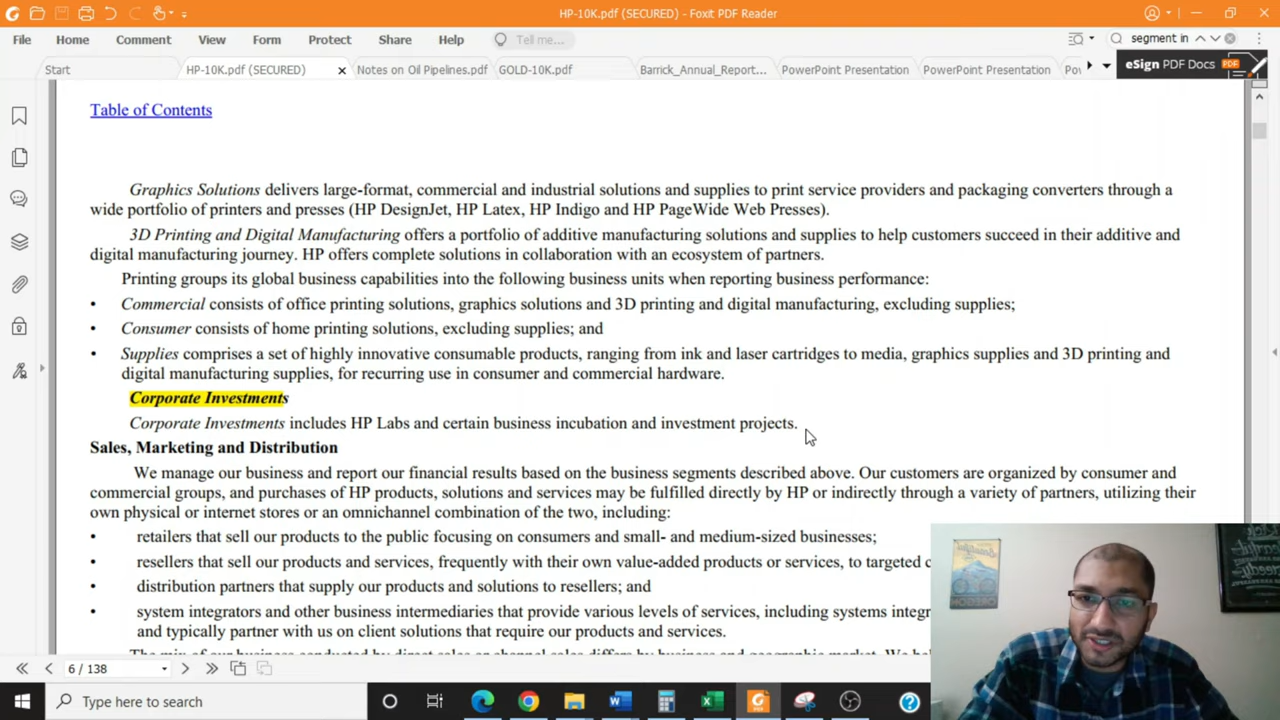 HP-10K.pdf (SECURED) - Foxit PDF Reader
File Home Comment View Form Protect Share Help Tell me... segment in
Start HP-10K.pdf (SECURED) Notes on Oil Pipelines.pdf GOLD-10K.pdf Barrick_Annual_Report... PowerPoint Presentation PowerPoint Presentation Po eSign PDF Docs PDF
Table of Contents
Graphics Solutions delivers large-format, commercial and industrial solutions and supplies to print service providers and packaging converters through a
wide portfolio of printers and presses (HP DesignJet, HP Latex, HP Indigo and HP PageWide Web Presses).
3D Printing and Digital Manufacturing offers a portfolio of additive manufacturing solutions and supplies to help customers succeed in their additive and
digital manufacturing journey. HP offers complete solutions in collaboration with an ecosystem of partners.
Printing groups its global business capabilities into the following business units when reporting business performance:
• Commercial consists of office printing solutions, graphics solutions and 3D printing and digital manufacturing, excluding supplies;
• Consumer consists of home printing solutions, excluding supplies; and
• Supplies comprises a set of highly innovative consumable products, ranging from ink and laser cartridges to media, graphics supplies and 3D printing and
digital manufacturing supplies, for recurring use in consumer and commercial hardware.
Corporate Investments
Corporate Investments includes HP Labs and certain business incubation and investment projects.
Sales, Marketing and Distribution
We manage our business and report our financial results based on the business segments described above. Our customers are organized by consumer and
commercial groups, and purchases of HP products, solutions and services may be fulfilled directly by HP or indirectly through a variety of partners, utilizing their
own physical or internet stores or an omnichannel combination of the two, including:
• retailers that sell our products to the public focusing on consumers and small- and medium-sized businesses;
• resellers that sell our products and services, frequently with their own value-added products or services, to targeted c
• distribution partners that supply our products and solutions to resellers; and
• system integrators and other business intermediaries that provide various levels of services, including systems integr
and typically partner with us on client solutions that require our products and services.
6 / 138
Type here to search